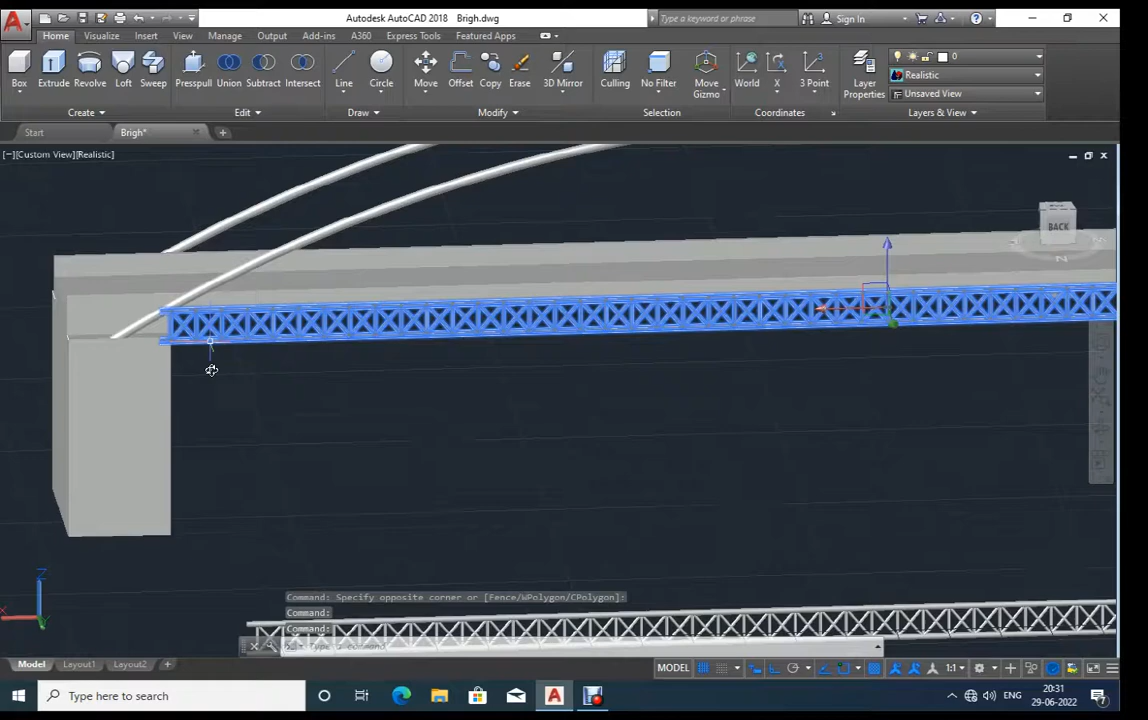 Autodesk AutoCAD 2018 Brigh.dwg
Type a keyword or phrase
Sign In
Home Visualize Insert View Manage Output Add-ins A360 Express Tools Featured Apps
Box Extrude Revolve Loft Sweep Presspull Union Subtract Intersect Line Circle Move Offset Copy Erase 3D Mirror Culling No Filter Move Gizmo World X 3 Point Layer Properties
0
Realistic
Unsaved View
Create Edit Draw Modify Selection Coordinates Layers & View
Start Brigh*
[−][Custom View][Realistic]
BACK
Z
Z
Command: Specify opposite corner or [Fence/WPolygon/CPolygon]:
Command:
Command:
Type a command
Model Layout1 Layout2
MODEL 1:1
Type here to search
ENG
20:31
29-06-2022
7